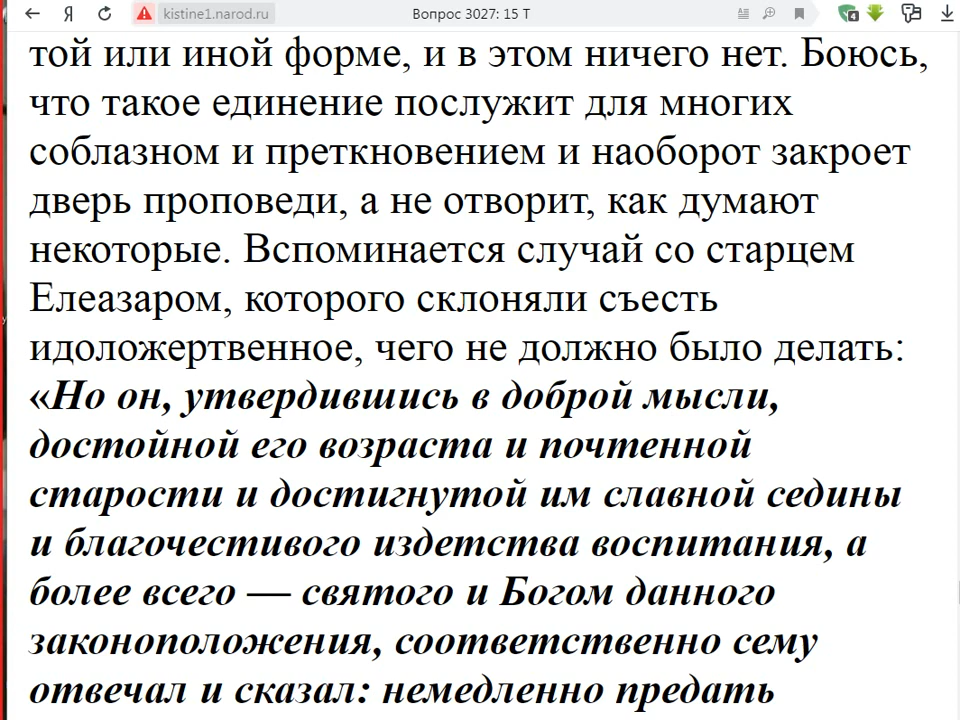 Я kistine1.narod.ru Вопрос 3027: 15 Т 4
той или иной форме, и в этом ничего нет. Боюсь,
что такое единение послужит для многих
соблазном и преткновением и наоборот закроет
дверь проповеди, а не отворит, как думают
некоторые. Вспоминается случай со старцем
Елеазаром, которого склоняли съесть
идоложертвенное, чего не должно было делать:
«Но он, утвердившись в доброй мысли,
достойной его возраста и почтенной
старости и достигнутой им славной седины
и благочестивого издетства воспитания, а
более всего — святого и Богом данного
законоположения, соответственно сему
отвечал и сказал: немедленно предать